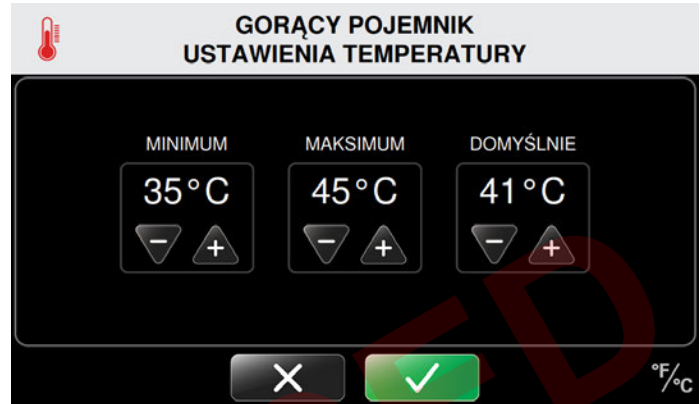 GORĄCY POJEMNIK
USTAWIENIA TEMPERATURY
MINIMUM MAKSIMUM DOMYŚLNIE
35°C 45°C 41°C
− + − + − +
°F/°C